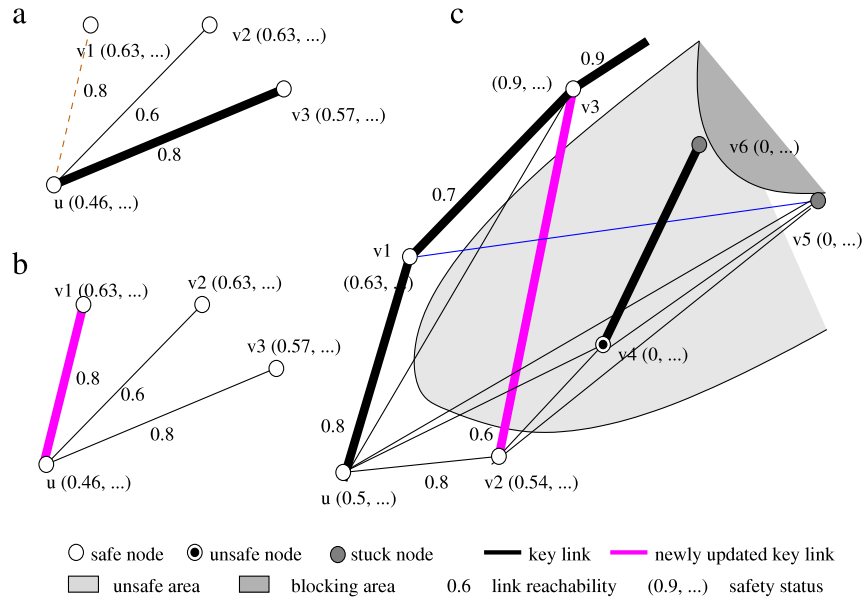 a
v1 (0.63, ...)
v2 (0.63, ...)
0.8
0.6
v3 (0.57, ...)
0.8
u (0.46, ...)
b
v1 (0.63, ...)
v2 (0.63, ...)
v3 (0.57, ...)
0.8
0.6
0.8
u (0.46, ...)
c
0.9
(0.9, ...)
v3
v6 (0, ...)
0.7
v5 (0, ...)
v1
(0.63, ...)
v4 (0, ...)
0.8
0.6
0.8
u (0.5, ...)
v2 (0.54, ...)
safe node unsafe node stuck node key link newly updated key link
unsafe area blocking area 0.6 link reachability (0.9, ...) safety status